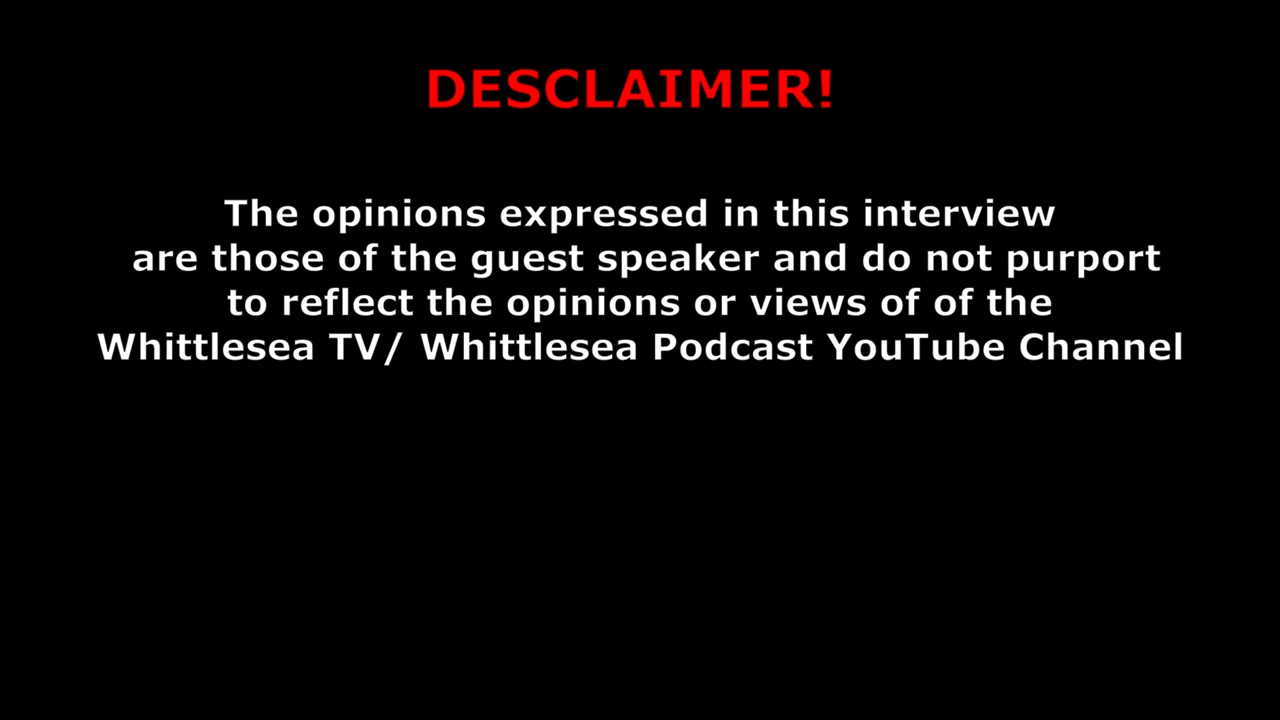 DESCLAIMER!
The opinions expressed in this interview
are those of the guest speaker and do not purport
to reflect the opinions or views of of the
Whittlesea TV/ Whittlesea Podcast YouTube Channel